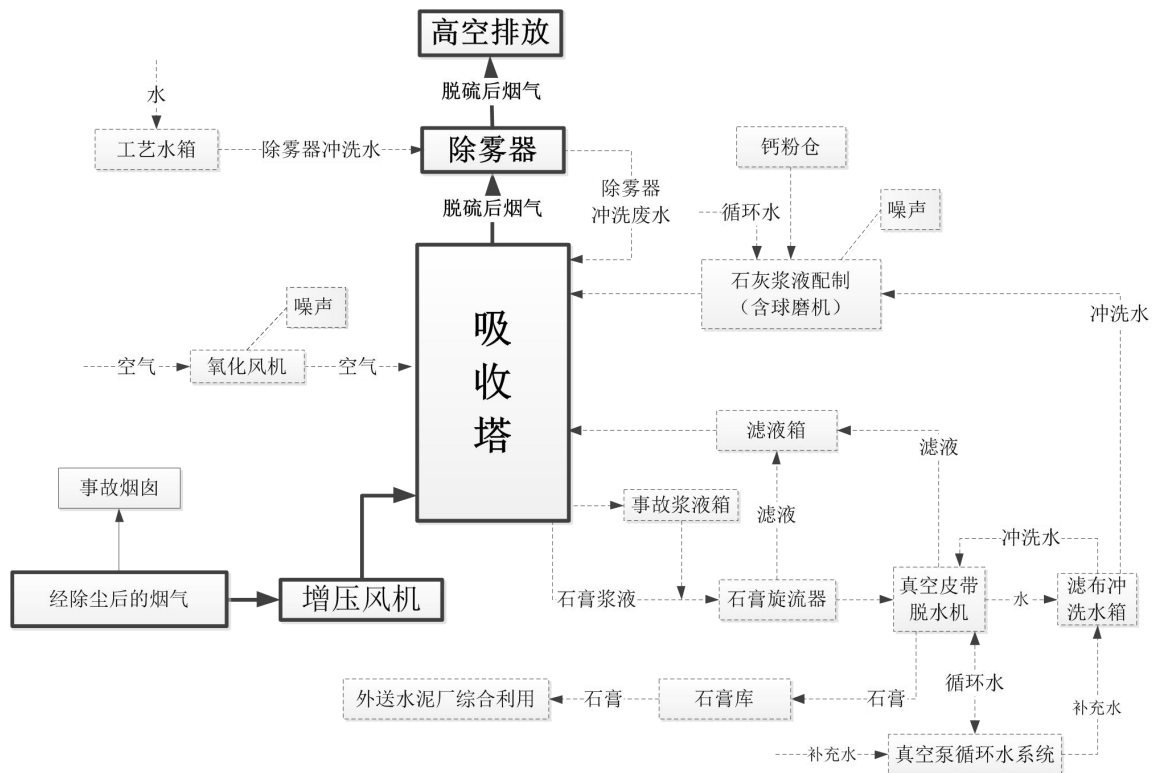 高空排放
脱硫后烟气
水
工艺水箱
除雾器冲洗水
除雾器
钙粉仓
除雾器
冲洗废水
脱硫后烟气
循环水
噪声
石灰浆液配制
（含球磨机）
冲洗水
噪声
吸
收
塔
空气
氧化风机
空气
滤液箱
滤液
事故烟囱
事故浆液箱
滤液
冲洗水
经除尘后的烟气
增压风机
石膏浆液
石膏旋流器
真空皮带
脱水机
水
滤布冲
洗水箱
外送水泥厂综合利用
石膏
石膏库
石膏
循环水
补充水
补充水
真空泵循环水系统